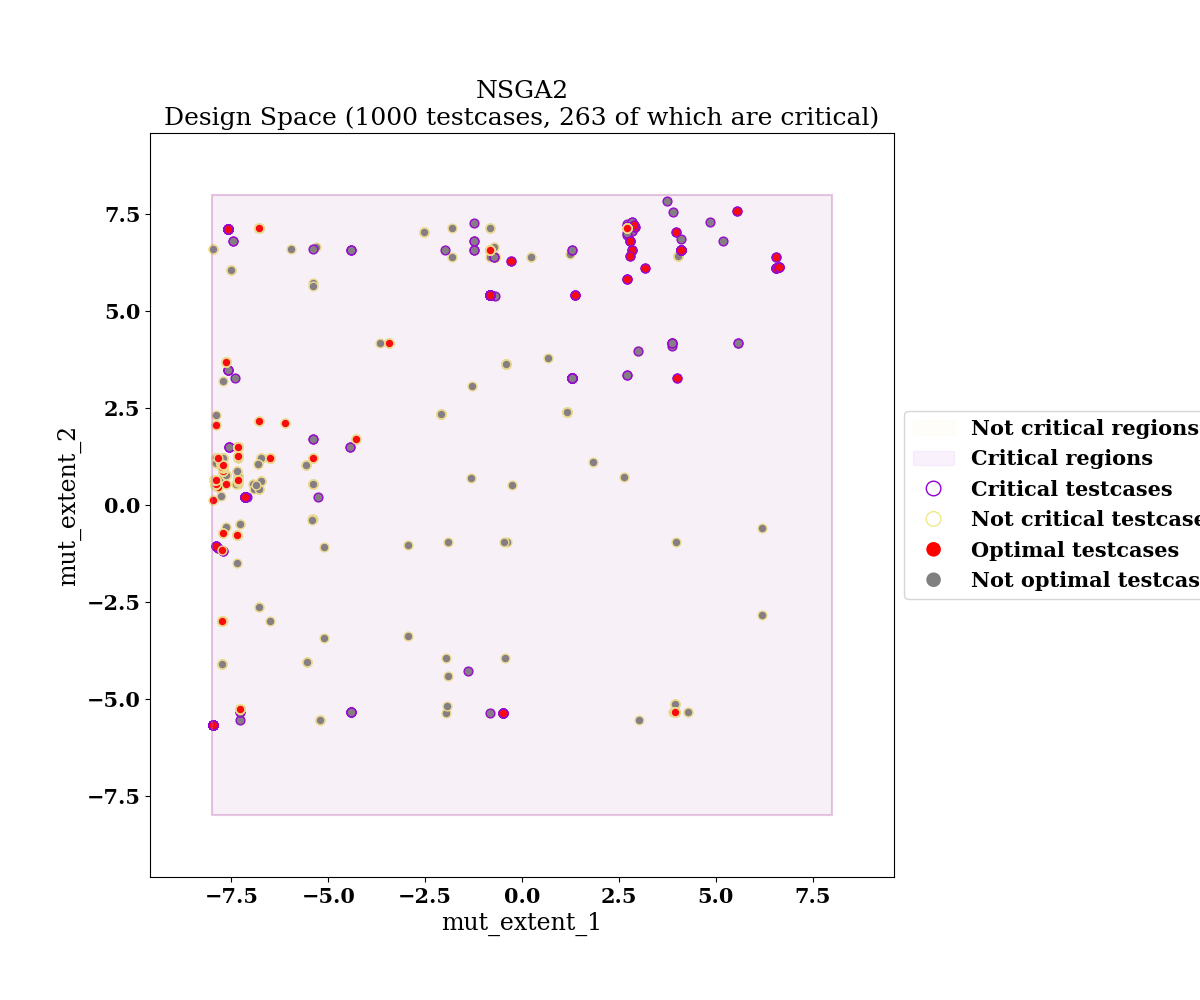 NSGA2
Design Space (1000 testcases, 263 of which are critical)
7.5
5.0
2.5
0.0
−2.5
−5.0
−7.5
mut_extent_2
−7.5
−5.0
−2.5
0.0
2.5
5.0
7.5
mut_extent_1
Not critical regions
Critical regions
Critical testcases
Not critical testcase
Optimal testcases
Not optimal testcas